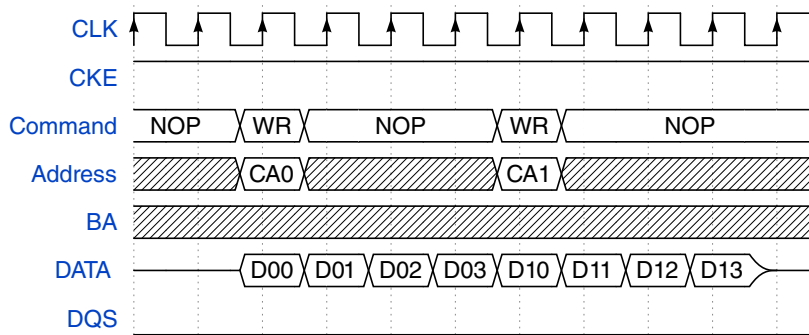 CLK
CKE
Command NOP WR NOP WR NOP
Address CA0 CA1
BA
DATA D00 D01 D02 D03 D10 D11 D12 D13
DQS